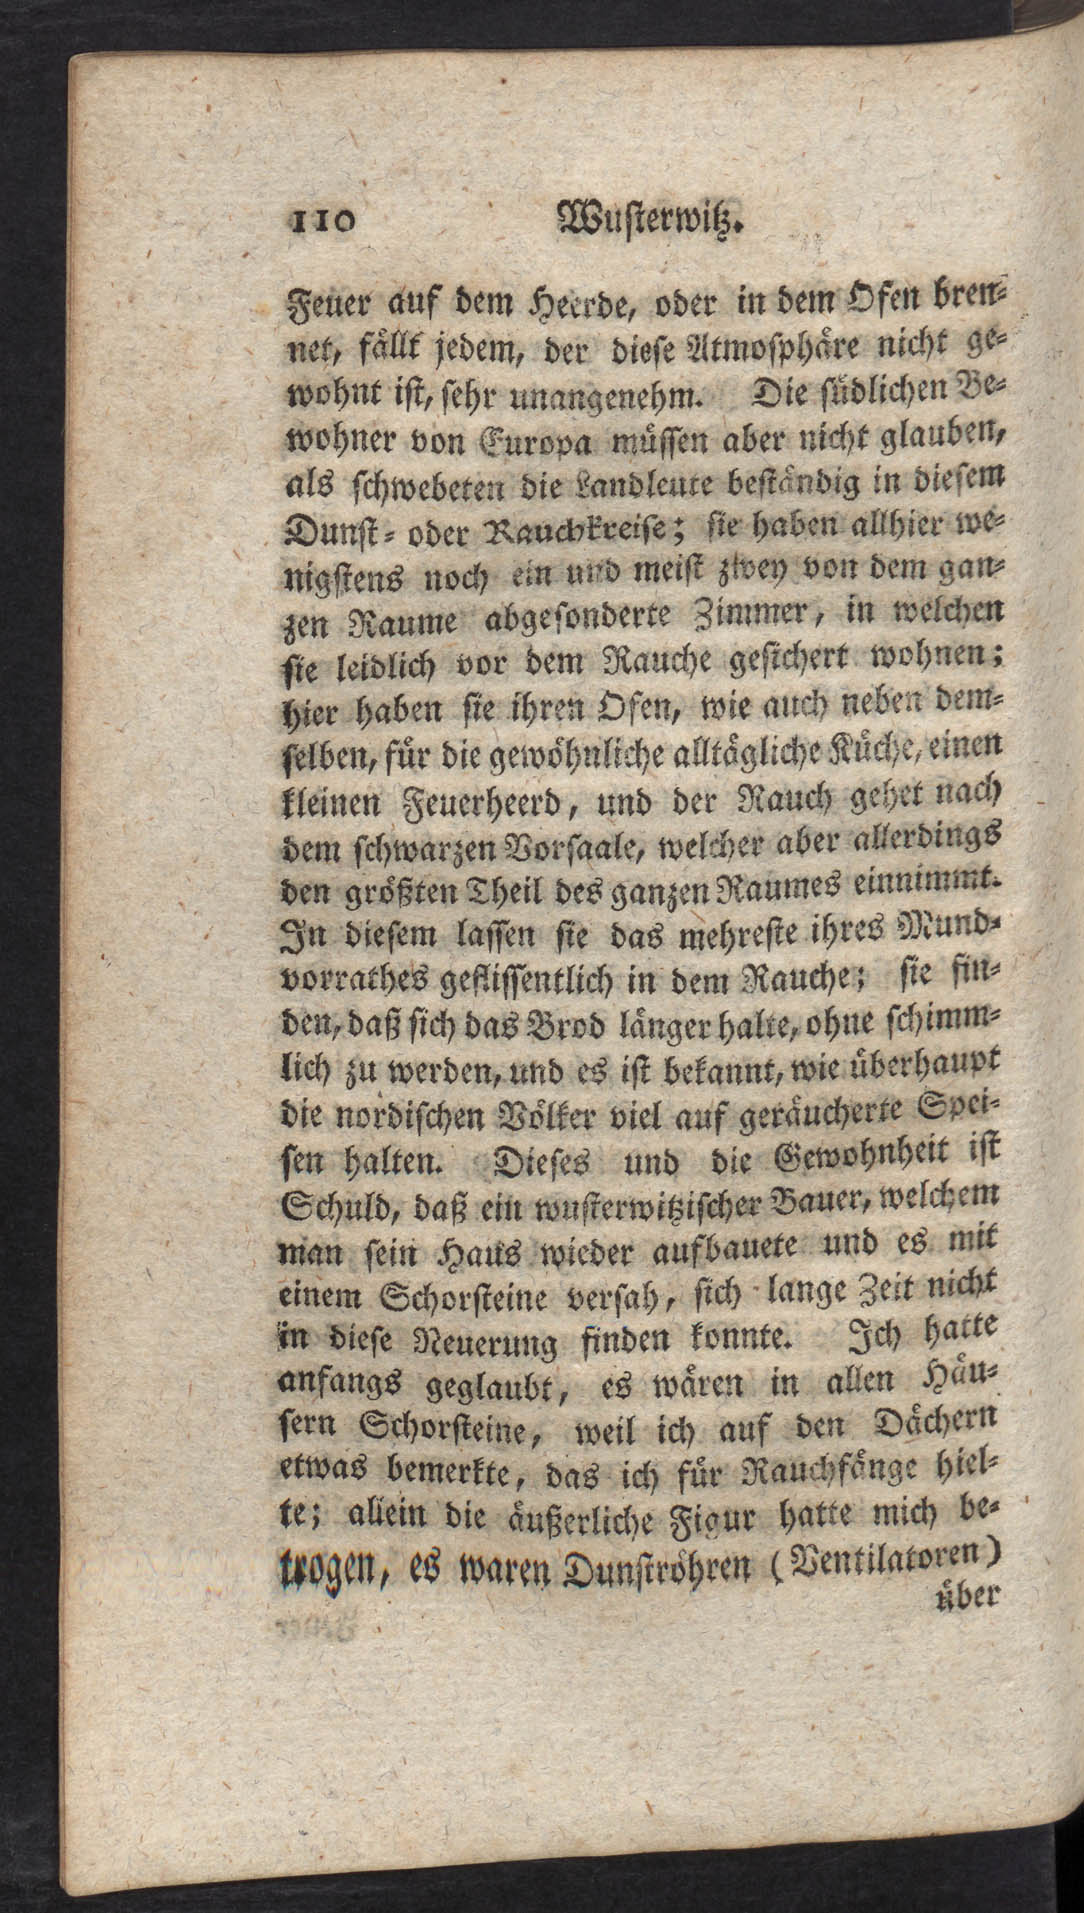 110 Wusterwitz.
Feuer auf dem Heerde, oder in dem Ofen bren-
net, fällt jedem, der diese Atmosphäre nicht ge-
wohnt ist, sehr unangenehm. Die südlichen Be-
wohner von Europa müssen aber nicht glauben,
als schwebeten die Landleute beständig in diesem
Dunst- oder Rauchkreise; sie haben allhier we-
nigstens noch ein und meist zwey von dem gan-
zen Raume abgesonderte Zimmer, in welchen
sie leidlich vor dem Rauche gesichert wohnen;
hier haben sie ihren Ofen, wie auch neben dem-
selben, für die gewöhnliche alltägliche Küche, einen
kleinen Feuerheerd, und der Rauch gehet nach
dem schwarzen Vorsaale, welcher aber allerdings
den größten Theil des ganzen Raumes einnimmt.
In diesem lassen sie das mehreste ihres Mund-
vorrathes geflissentlich in dem Rauche; sie fin-
den, daß sich das Brod länger halte, ohne schimm-
lich zu werden, und es ist bekannt, wie überhaupt
die nordischen Völker viel auf geräucherte Spei-
sen halten. Dieses und die Gewohnheit ist
Schuld, daß ein wusterwitzischer Bauer, welchem
man sein Haus wieder aufbauete und es mit
einem Schorsteine versah, sich lange Zeit nicht
in diese Neuerung finden konnte. Ich hatte
anfangs geglaubt, es wären in allen Häu-
sern Schorsteine, weil ich auf den Dächern
etwas bemerkte, das ich für Rauchfänge hiel-
te; allein die äußerliche Figur hatte mich be-
trogen, es waren Dunströhren (Ventilatoren)
über